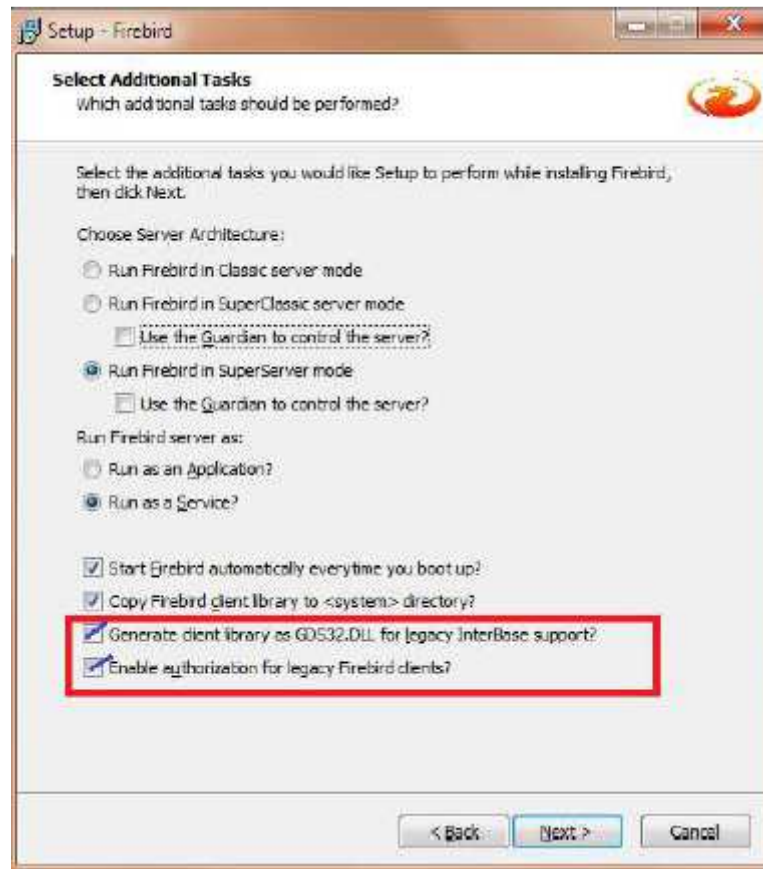 Setup - Firebird
Select Additional Tasks
Which additional tasks should be performed?
Select the additional tasks you would like Setup to perform while installing Firebird,
then click Next.
Choose Server Architecture:
Run Firebird in Classic server mode
Run Firebird in SuperClassic server mode
Use the Guardian to control the server?
Run Firebird in SuperServer mode
Use the Guardian to control the server?
Run Firebird server as:
Run as an Application?
Run as a Service?
Start Firebird automatically everytime you boot up?
Copy Firebird client library to <system> directory?
Generate client library as GDS32.DLL for legacy InterBase support?
Enable authorization for legacy Firebird clients?
< Back
Next >
Cancel